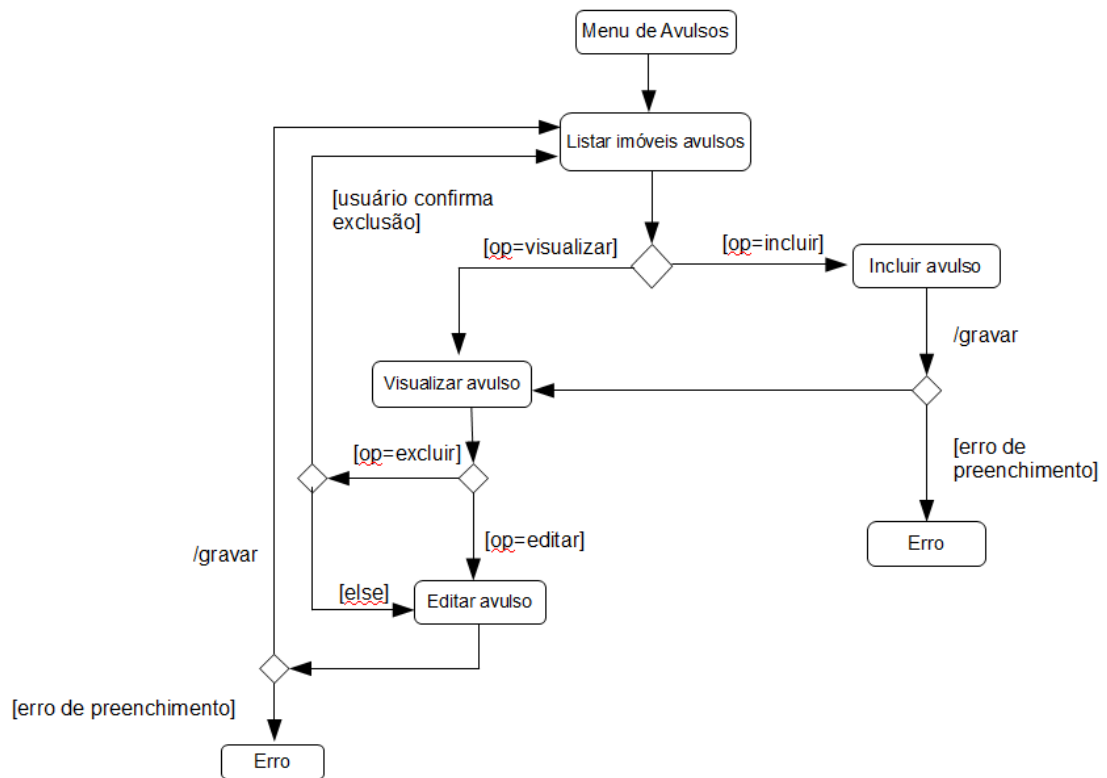 Menu de Avulsos
Listar imóveis avulsos
[usuário confirma
exclusão]
[op=visualizar]
[op=incluir]
Incluir avulso
/gravar
Visualizar avulso
[op=excluir]
[erro de
preenchimento]
[op=editar]
Erro
/gravar
[else]
Editar avulso
[erro de preenchimento]
Erro